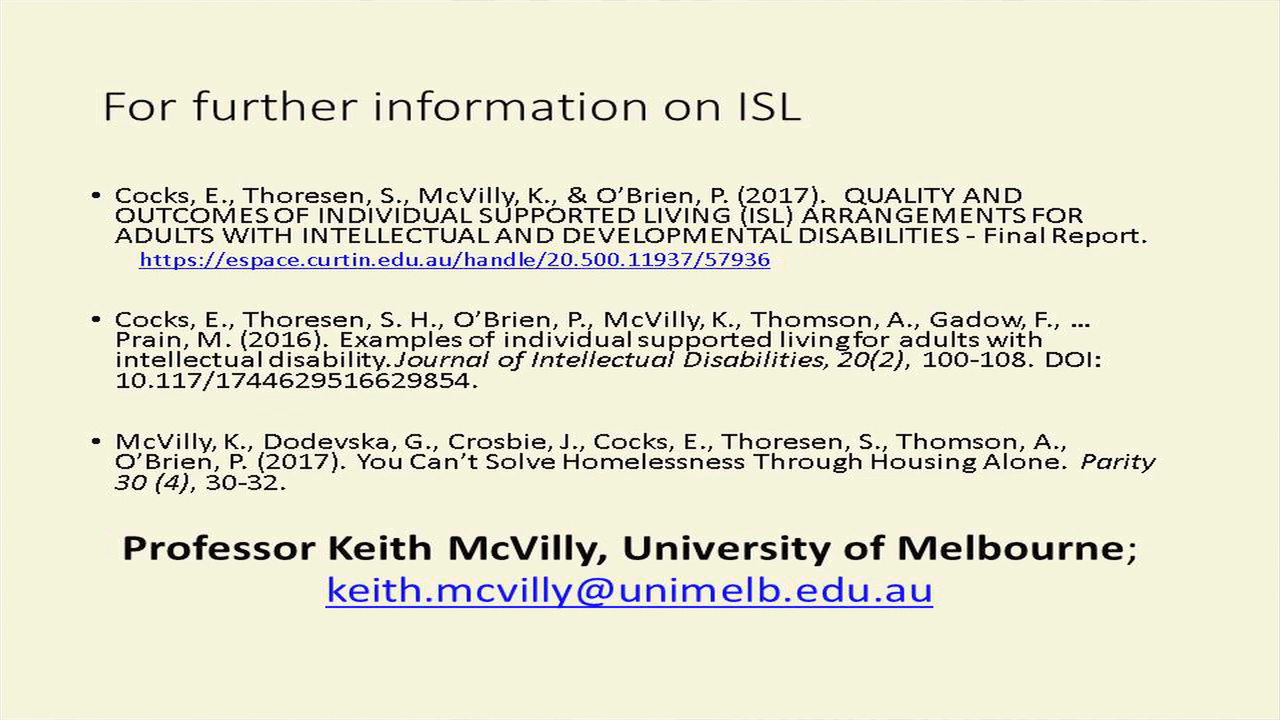 For further information on ISL
• Cocks, E., Thoresen, S., McVilly, K., & O’Brien, P. (2017).  QUALITY AND
OUTCOMES OF INDIVIDUAL SUPPORTED LIVING (ISL) ARRANGEMENTS FOR
ADULTS WITH INTELLECTUAL AND DEVELOPMENTAL DISABILITIES - Final Report.
https://espace.curtin.edu.au/handle/20.500.11937/57936
• Cocks, E., Thoresen, S. H., O’Brien, P., McVilly, K., Thomson, A., Gadow, F., ...
Prain, M. (2016).  Examples of individual supported living for adults with
intellectual disability. Journal of Intellectual Disabilities, 20(2), 100-108. DOI:
10.117/1744629516629854.
• McVilly, K., Dodevska, G., Crosbie, J., Cocks, E., Thoresen, S., Thomson, A.,
O’Brien, P. (2017).  You Can’t Solve Homelessness Through Housing Alone.  Parity
30 (4), 30-32.
Professor Keith McVilly, University of Melbourne;
keith.mcvilly@unimelb.edu.au